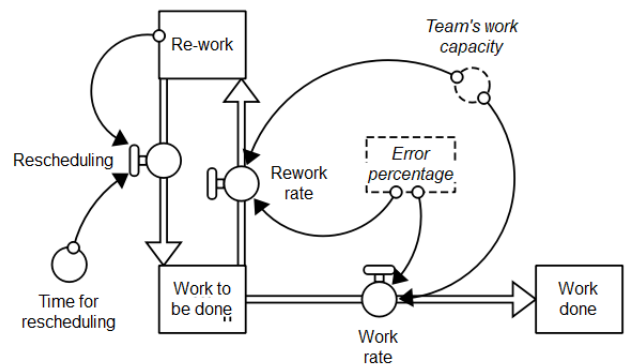 Re-work
Team's work
capacity
Rescheduling
Rework
rate
Error
percentage
Time for
rescheduling
Work to
be done
Work
rate
Work
done